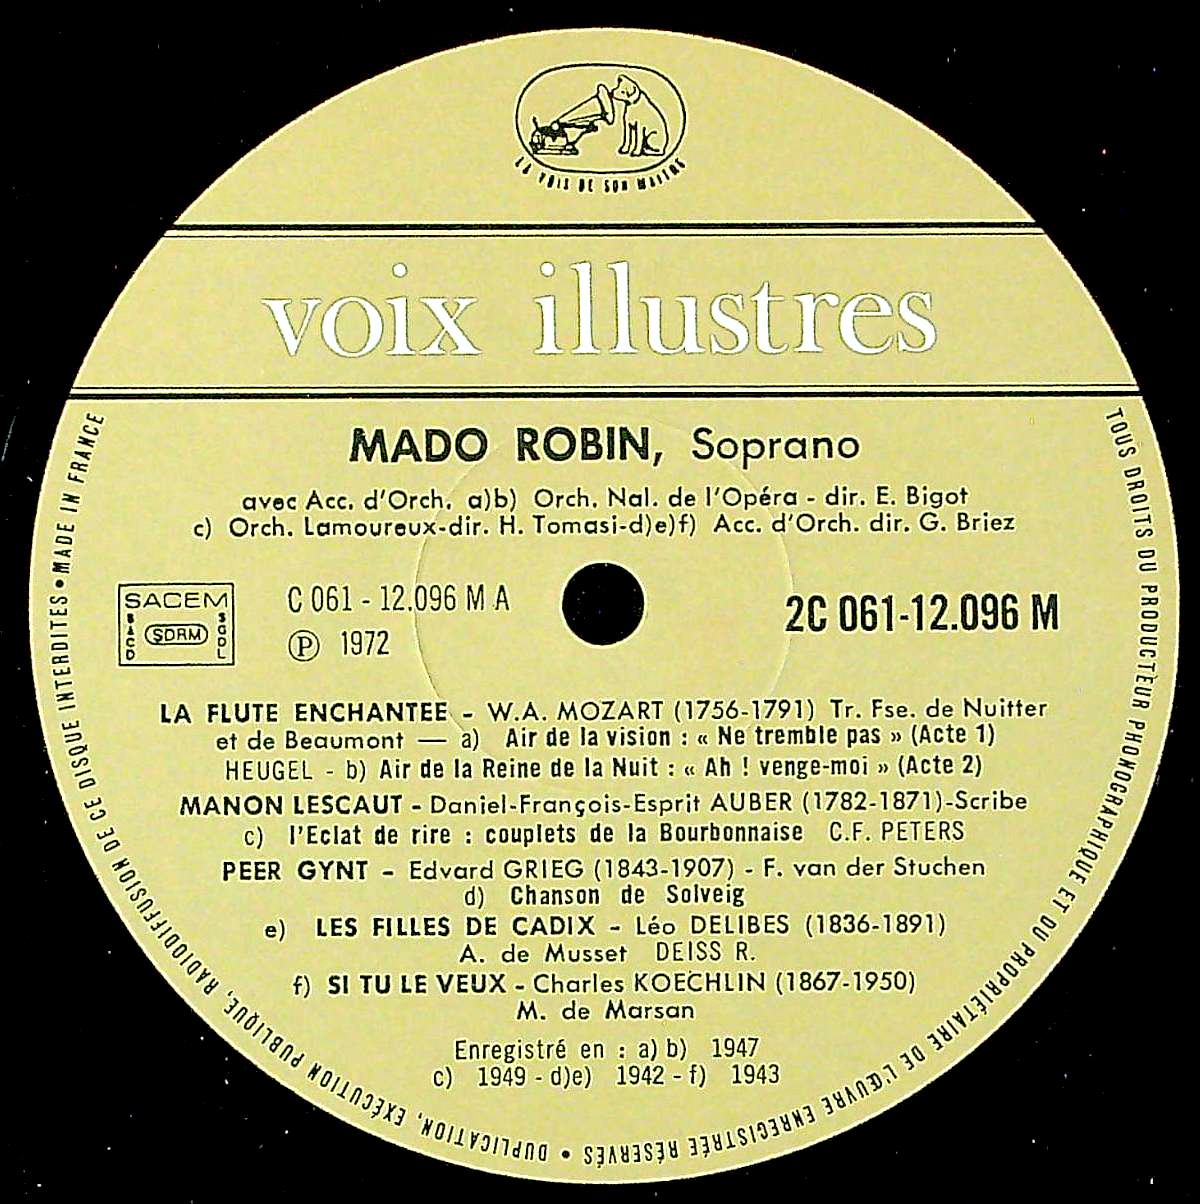 LA VOIX DE SON MAITRE
voix illustres
MADO ROBIN, Soprano
avec Acc. d'Orch. a)b) Orch. Nal. de l'Opéra - dir. E. Bigot
c) Orch. Lamoureux-dir. H. Tomasi-d)e)f) Acc. d'Orch. dir. G. Briez
SACEM
SACD
SDRM
SGDL
C 061 - 12.096 M A
Ⓟ 1972
2C 061-12.096 M
LA FLUTE ENCHANTEE - W.A. MOZART (1756-1791) Tr. Fse. de Nuitter
et de Beaumont — a) Air de la vision : « Ne tremble pas » (Acte 1)
HEUGEL - b) Air de la Reine de la Nuit : « Ah ! venge-moi » (Acte 2)
MANON LESCAUT - Daniel-François-Esprit AUBER (1782-1871)-Scribe
c) l'Eclat de rire : couplets de la Bourbonnaise C.F. PETERS
PEER GYNT - Edvard GRIEG (1843-1907) - F. van der Stuchen
d) Chanson de Solveig
e) LES FILLES DE CADIX - Léo DELIBES (1836-1891)
A. de Musset DEISS R.
f) SI TU LE VEUX - Charles KOECHLIN (1867-1950)
M. de Marsan
Enregistré en : a) b) 1947
c) 1949 - d)e) 1942 - f) 1943
TOUS DROITS DU PRODUCTEUR PHONOGRAPHIQUE ET DU PROPRIÉTAIRE DE L'ŒUVRE ENREGISTRÉE RÉSERVÉS • DUPLICATION, EXÉCUTION PUBLIQUE, RADIODIFFUSION DE CE DISQUE INTERDITES • MADE IN FRANCE